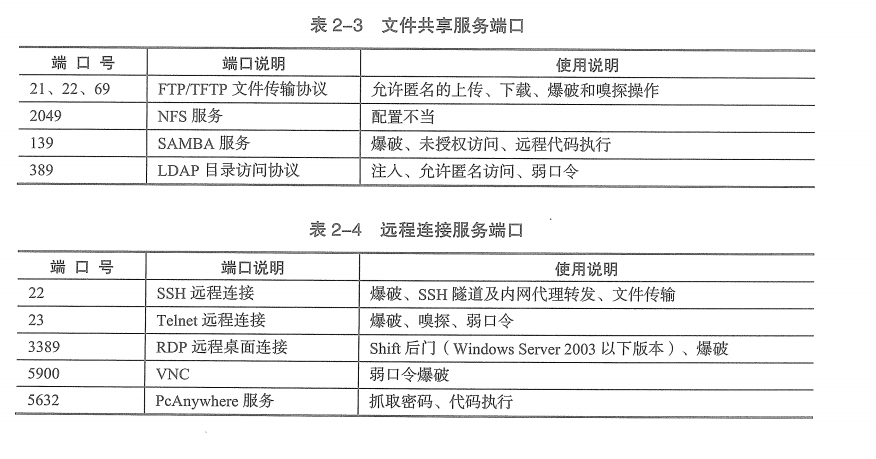 表 2-3 文件共享服务端口
端 口 号 端口说明 使用说明
21、22、69 FTP/TFTP 文件传输协议 允许匿名的上传、下载、爆破和嗅探操作
2049 NFS 服务 配置不当
139 SAMBA 服务 爆破、未授权访问、远程代码执行
389 LDAP 目录访问协议 注人、允许匿名访问、弱口令
表 2-4 远程连接服务端口
端 口 号 端口说明 使用说明
22 SSH 远程连接 爆破、SSH 隧道及内网代理转发、文件传输
23 Telnet 远程连接 爆破、嗅探、弱口令
3389 RDP 远程桌面连接 Shift 后门（Windows Server 2003 以下版本）、爆破
5900 VNC 弱口令爆破
5632 PcAnywhere 服务 抓取密码、代码执行